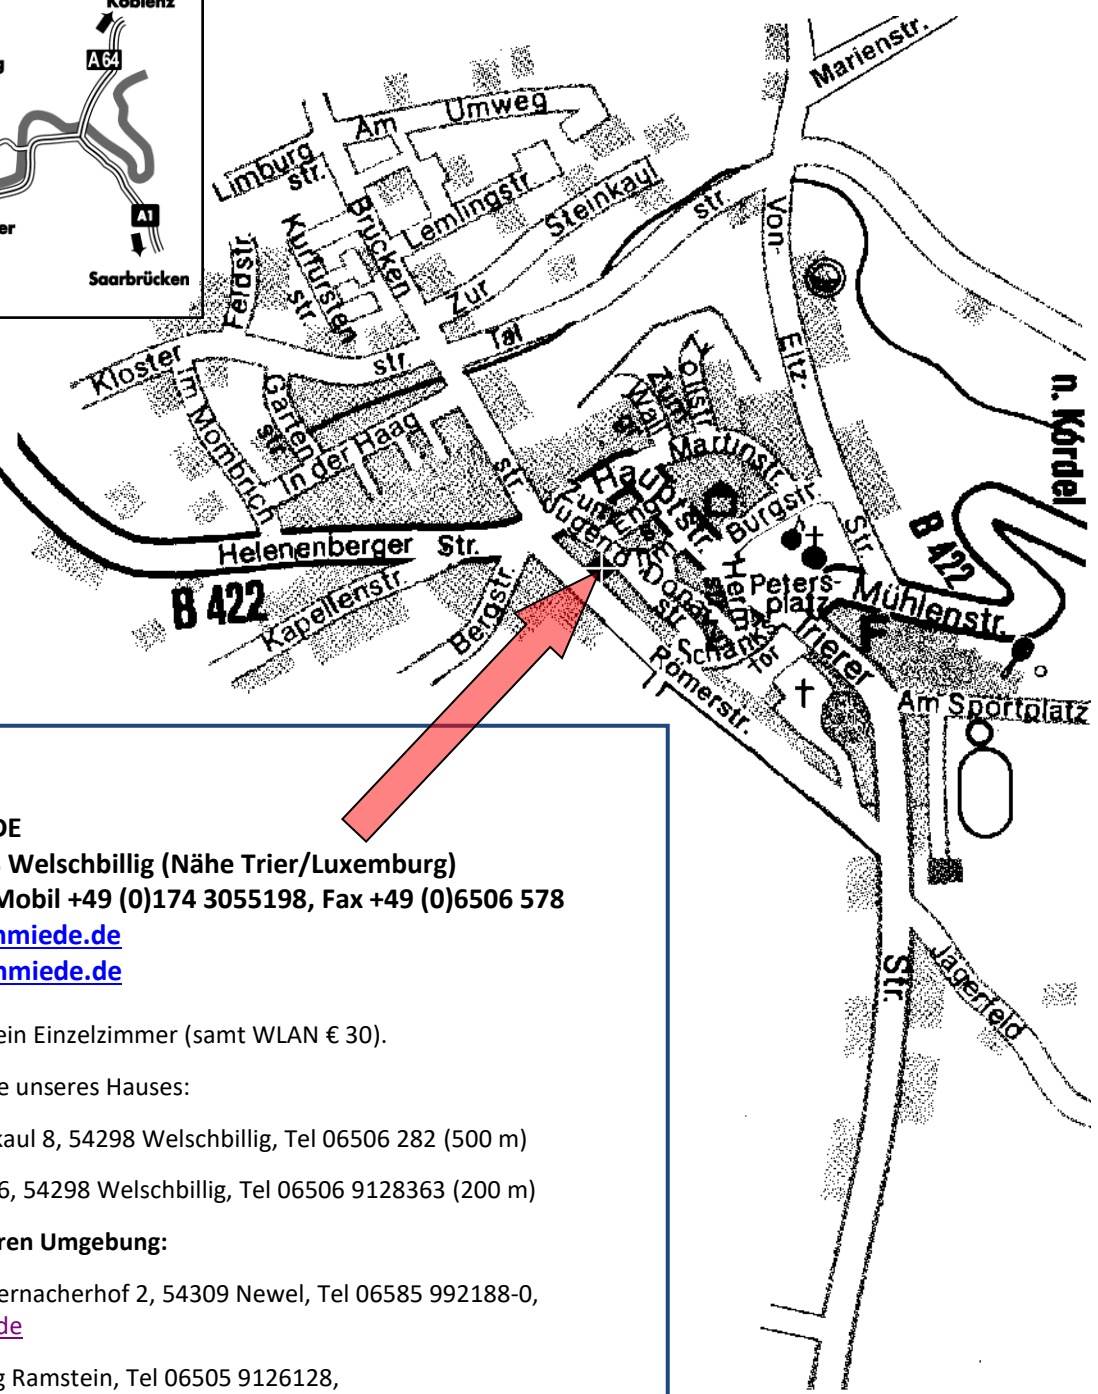 Koblenz
A 64
A1
Saarbrücken
Marienstr.
Am Umweg
Limburg
str.
Lemlingstr.
Steinkaul
Zur
Brücken
str.
Kurfürsten
str
Feldstr.
Kloster
str.
Tal
str.
Im Mombrich
Garten
str
In der Haag
Von-
Eltz-
Str.
n. Kordel
B 422
Martinstr.
Zum
Wall
Hauptstr.
Burgstr.
Helenenberger Str.
B 422
Kapellenstr.
Bergstr.
Peters-
platz
Mühlenstr.
Römerstr.
Trierer
Str.
Am Sportplatz
Jägerfeld
DE
Welschbillig (Nähe Trier/Luxemburg)
Mobil +49 (0)174 3055198, Fax +49 (0)6506 578
hmiede.de
hmiede.de
ein Einzelzimmer (samt WLAN € 30).
e unseres Hauses:
kaul 8, 54298 Welschbillig, Tel 06506 282 (500 m)
6, 54298 Welschbillig, Tel 06506 9128363 (200 m)
ren Umgebung:
ernacherhof 2, 54309 Newel, Tel 06585 992188-0,
de
g Ramstein, Tel 06505 9126128,